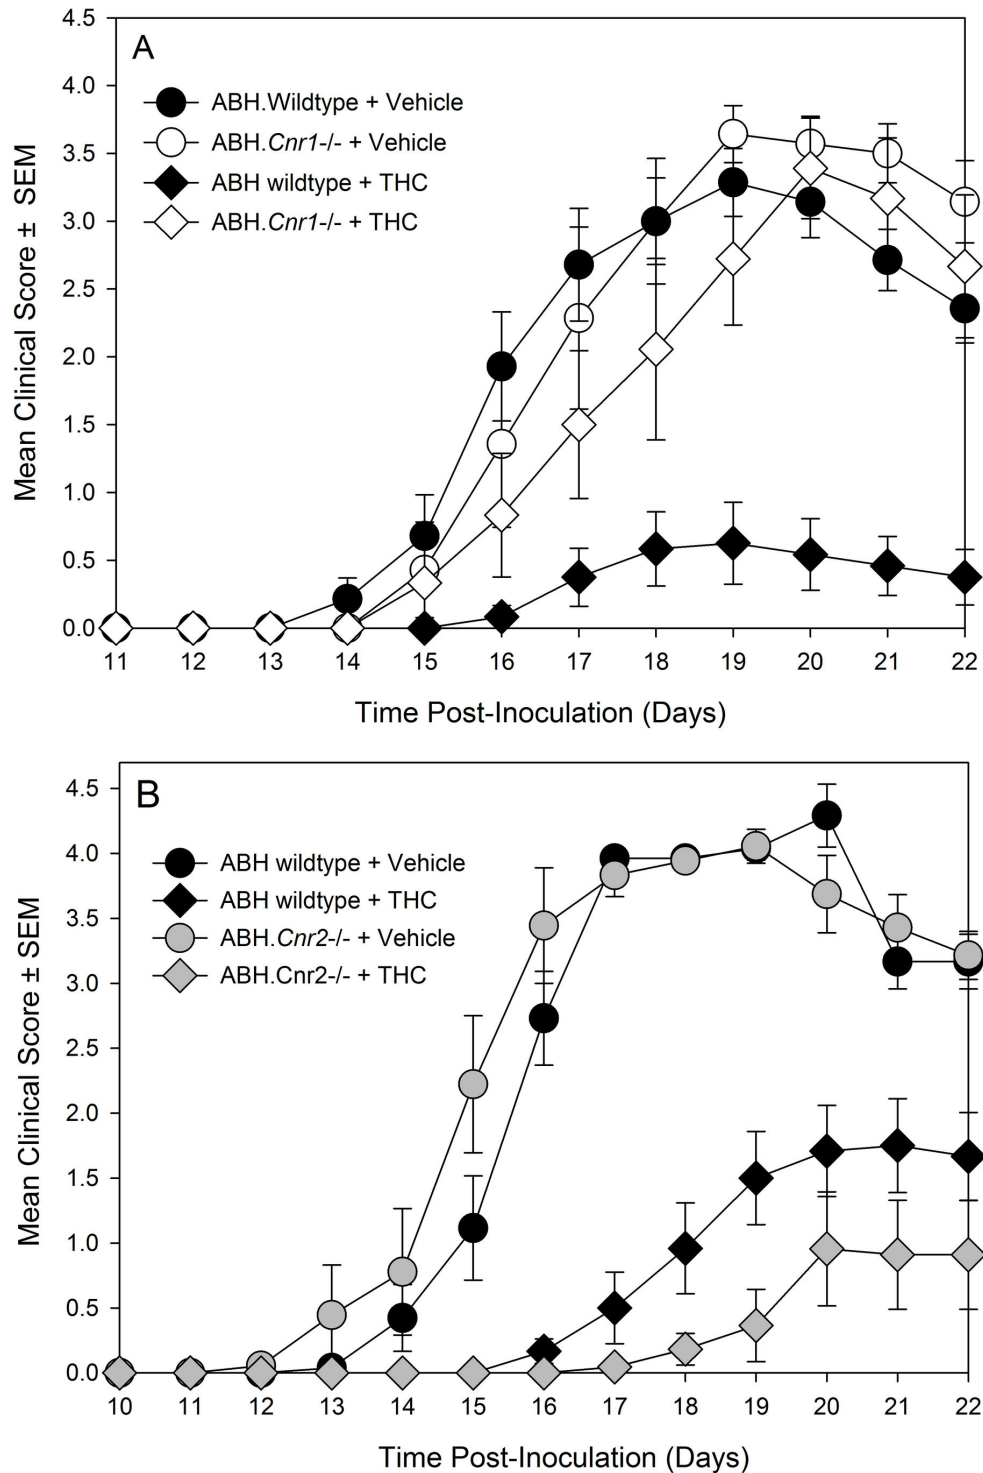 A
ABH.Wildtype + Vehicle
ABH.Cnr1-/- + Vehicle
ABH wildtype + THC
ABH.Cnr1-/- + THC
Mean Clinical Score ± SEM
4.5
4.0
3.5
3.0
2.5
2.0
1.5
1.0
0.5
0.0
11 12 13 14 15 16 17 18 19 20 21 22
Time Post-Inoculation (Days)
B
ABH wildtype + Vehicle
ABH wildtype + THC
ABH.Cnr2-/- + Vehicle
ABH.Cnr2-/- + THC
Mean Clinical Score ± SEM
4.5
4.0
3.5
3.0
2.5
2.0
1.5
1.0
0.5
0.0
10 11 12 13 14 15 16 17 18 19 20 21 22
Time Post-Inoculation (Days)